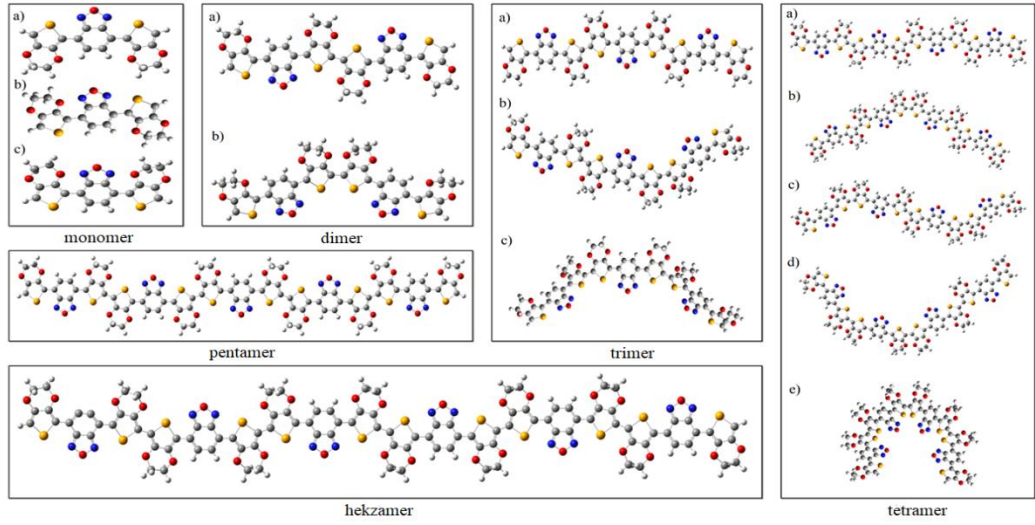 a)
b)
c)
monomer
a)
b)
dimer
a)
b)
c)
trimer
a)
b)
c)
d)
e)
tetramer
pentamer
hekzamer